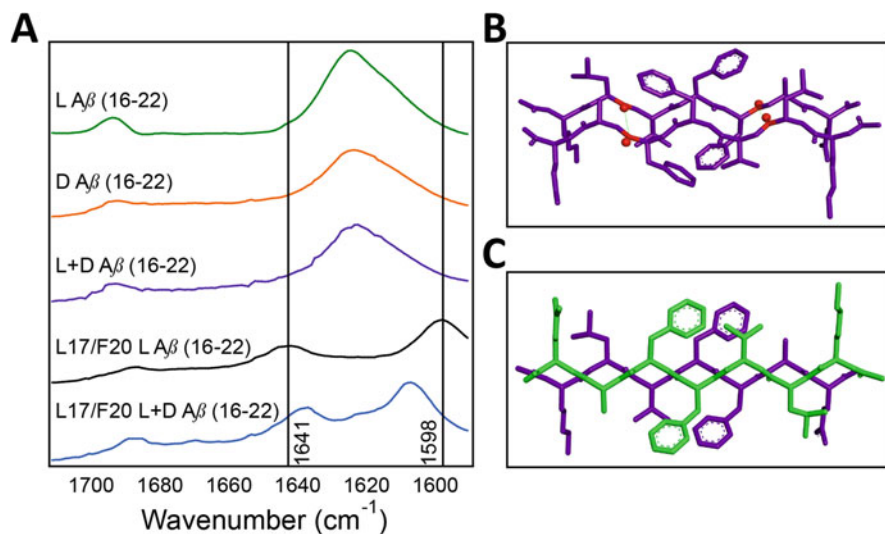 A
L Aβ (16-22)
D Aβ (16-22)
L+D Aβ (16-22)
L17/F20 L Aβ (16-22)
L17/F20 L+D Aβ (16-22)
1641
1598
1700 1680 1660 1640 1620 1600
Wavenumber (cm⁻¹)
B
C